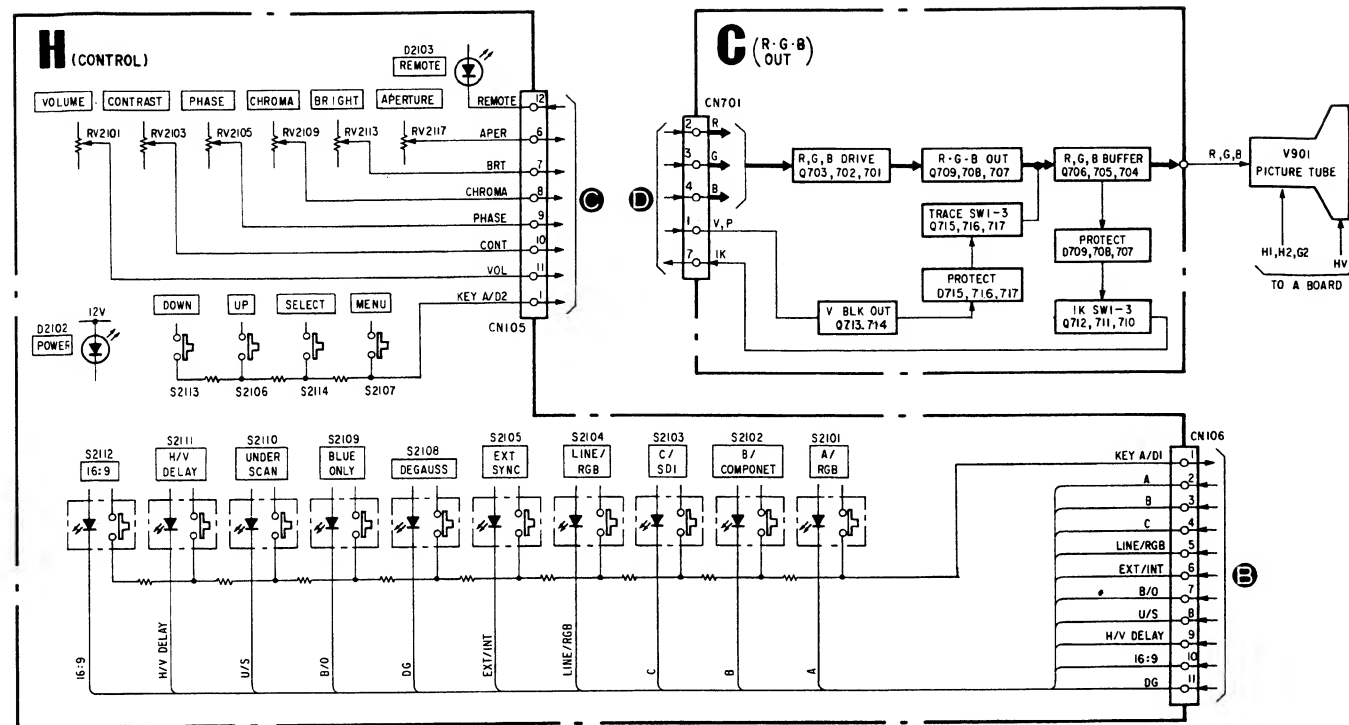 H (CONTROL)
D2103
REMOTE
VOLUME CONTRAST PHASE CHROMA BRIGHT APERTURE
RV2101 RV2103 RV2105 RV2109 RV2113 RV2117
REMOTE 12
APER 6
BRT 7
CHROMA 8
PHASE 9
CONT 10
VOL 11
KEY A/D2 1
CN105
C
12V
D2102
POWER
DOWN UP SELECT MENU
S2113 S2106 S2114 S2107
C (R·G·B OUT)
CN701
D
2 R
3 G
4 B
1 V,P
7 IK
R,G,B DRIVE
Q703, 702, 701
R·G·B OUT
Q709, 708, 707
R,G,B BUFFER
Q706, 705, 704
TRACE SW1-3
Q715, 716, 717
PROTECT
D715, 716, 717
V BLK OUT
Q713, 714
PROTECT
D709, 708, 707
IK SW1-3
Q712, 711, 710
R,G,B
V901
PICTURE TUBE
H1,H2,G2
HV
TO A BOARD
S2112
16:9
S2111
H/V
DELAY
S2110
UNDER
SCAN
S2109
BLUE
ONLY
S2108
DEGAUSS
S2105
EXT
SYNC
S2104
LINE/
RGB
S2103
C/
SDI
S2102
B/
COMPONET
S2101
A/
RGB
CN106
KEY A/D1 1
A 2
B 3
C 4
LINE/RGB 5
EXT/INT 6
B/O 7
U/S 8
H/V DELAY 9
16:9 10
DG 11
B
16:9
H/V DELAY
U/S
B/O
DG
EXT/INT
LINE/RGB
C
B
A